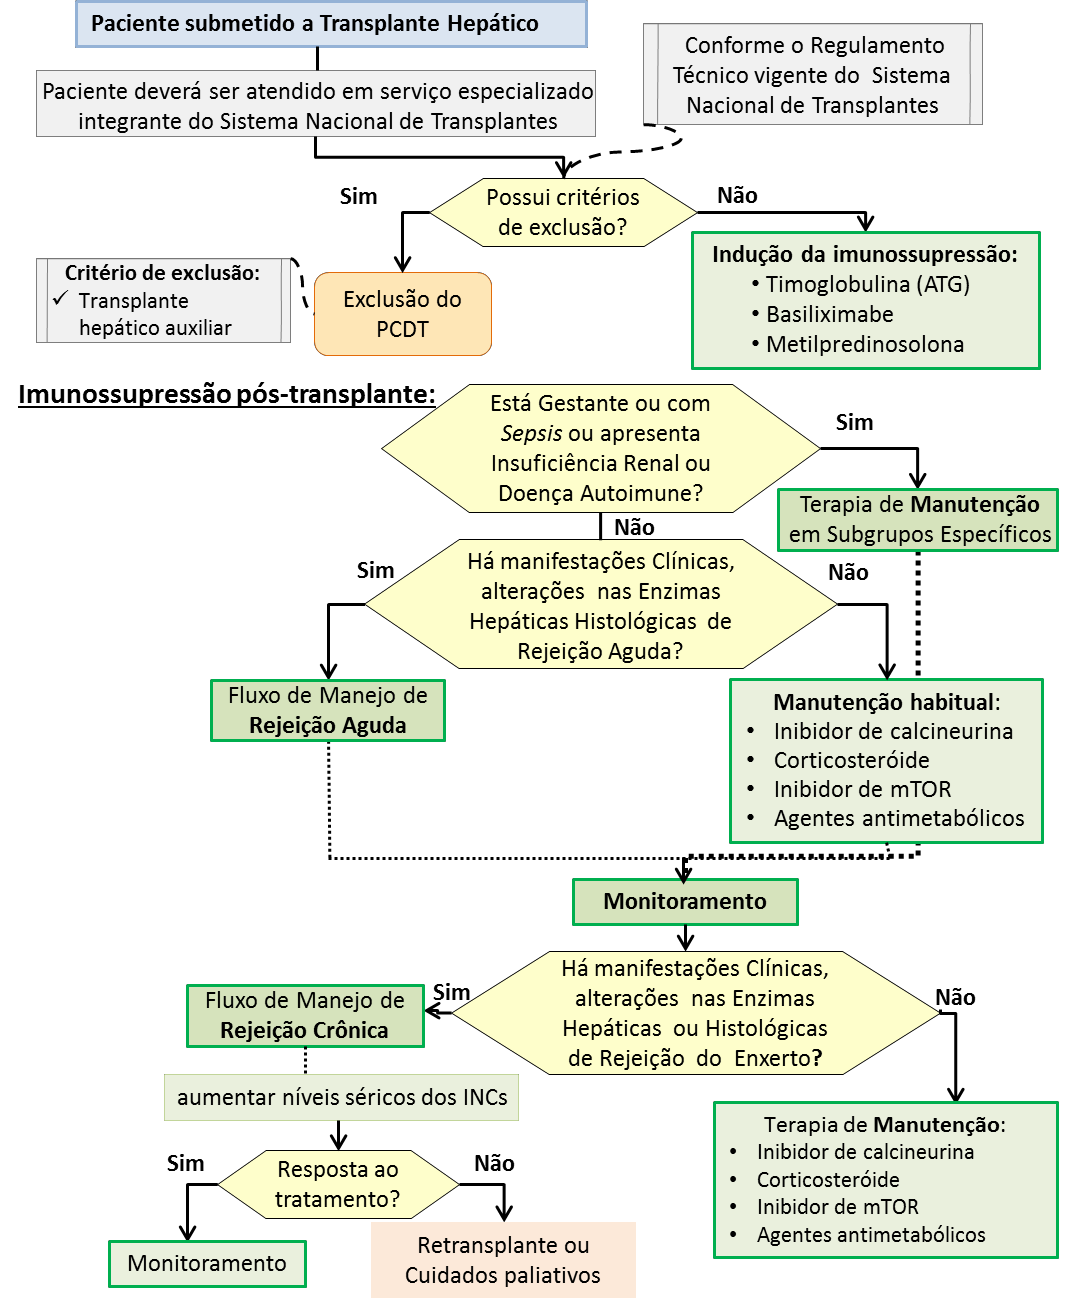 Paciente submetido a Transplante Hepático
Conforme o Regulamento
Técnico vigente do Sistema
Nacional de Transplantes
Paciente deverá ser atendido em serviço especializado
integrante do Sistema Nacional de Transplantes
Sim
Possui critérios
de exclusão?
Não
Critério de exclusão:
✓ Transplante
hepático auxiliar
Exclusão do
PCDT
Indução da imunossupressão:
• Timoglobulina (ATG)
• Basiliximabe
• Metilpredinosolona
Imunossupressão pós-transplante:
Está Gestante ou com
Sepsis ou apresenta
Insuficiência Renal ou
Doença Autoimune?
Sim
Terapia de Manutenção
em Subgrupos Específicos
Não
Sim
Há manifestações Clínicas,
alterações nas Enzimas
Hepáticas Histológicas de
Rejeição Aguda?
Não
Fluxo de Manejo de
Rejeição Aguda
Manutenção habitual:
• Inibidor de calcineurina
• Corticosteróide
• Inibidor de mTOR
• Agentes antimetabólicos
Monitoramento
Há manifestações Clínicas,
alterações nas Enzimas
Hepáticas ou Histológicas
de Rejeição do Enxerto?
Sim
Não
Fluxo de Manejo de
Rejeição Crônica
aumentar níveis séricos dos INCs
Terapia de Manutenção:
• Inibidor de calcineurina
• Corticosteróide
• Inibidor de mTOR
• Agentes antimetabólicos
Sim
Resposta ao
tratamento?
Não
Monitoramento
Retransplante ou
Cuidados paliativos